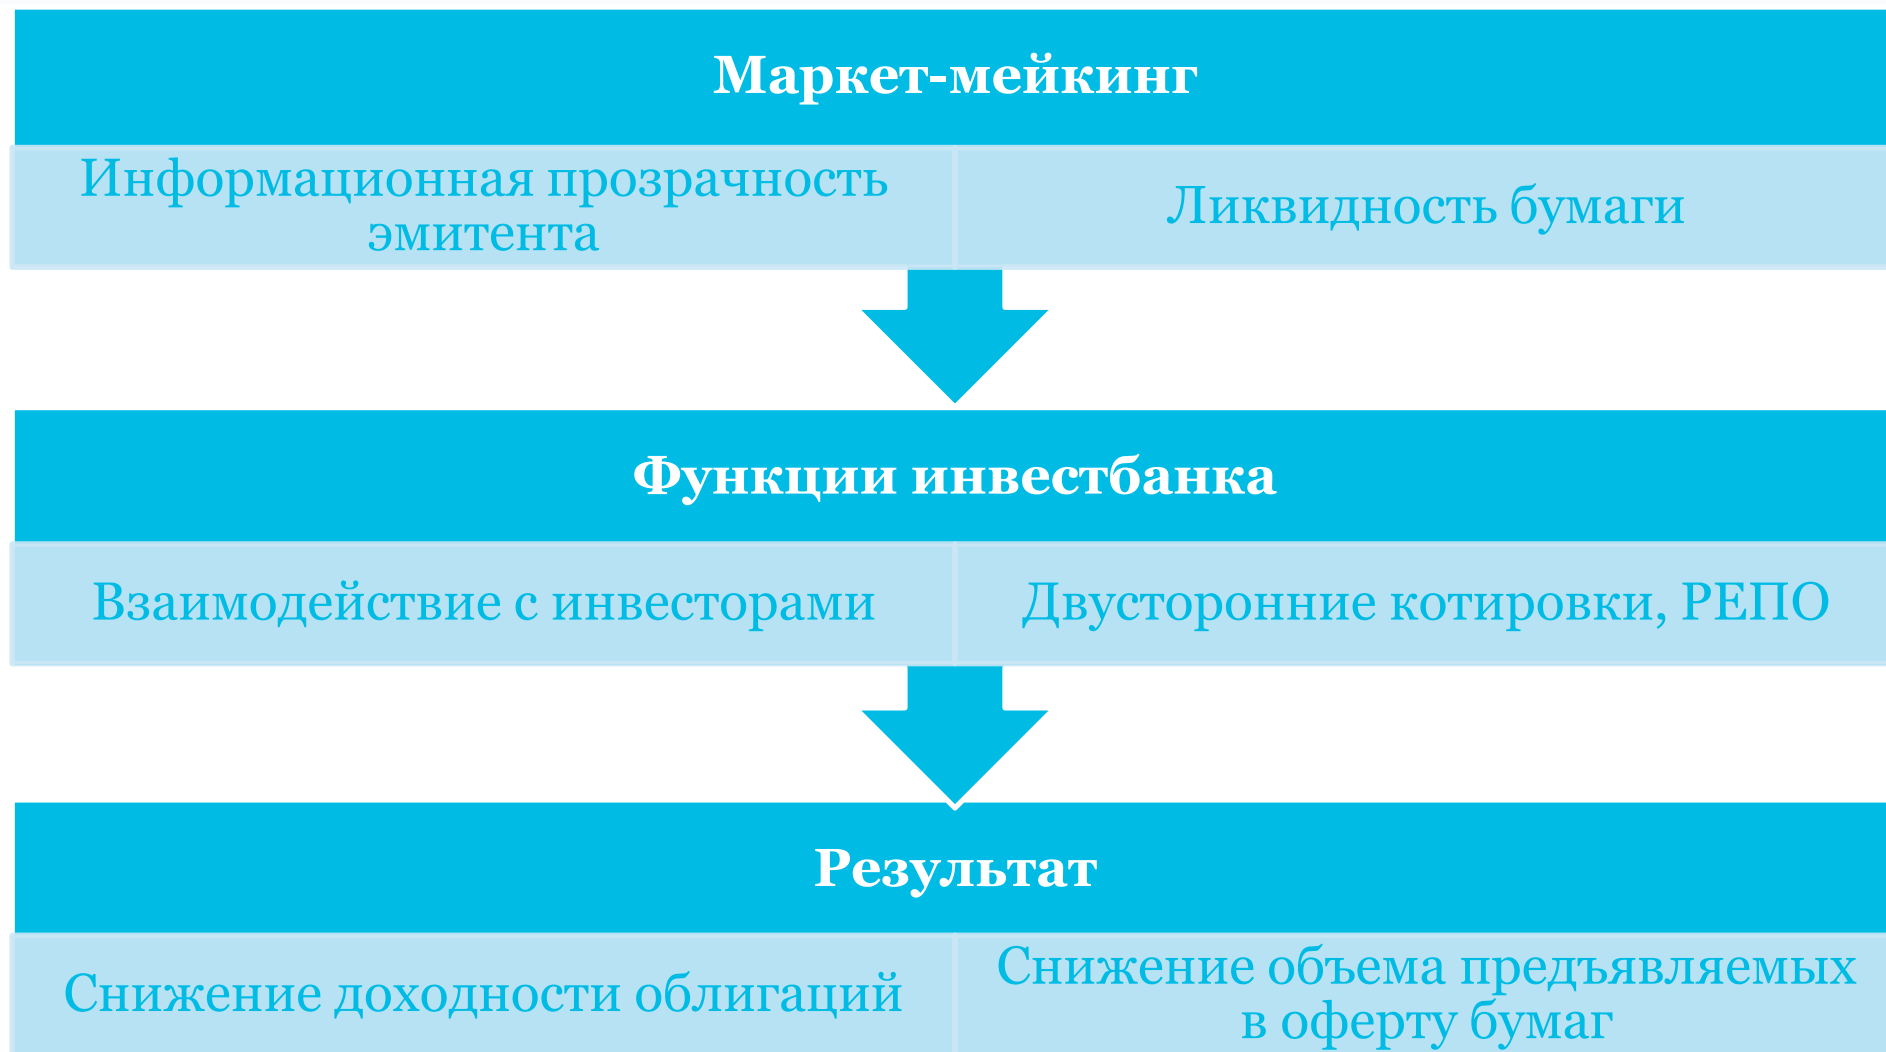 Маркет-мейкинг
Информационная прозрачность
эмитента
Ликвидность бумаги
Функции инвестбанка
Взаимодействие с инвесторами
Двусторонние котировки, РЕПО
Результат
Снижение доходности облигаций
Снижение объема предъявляемых
в оферту бумаг